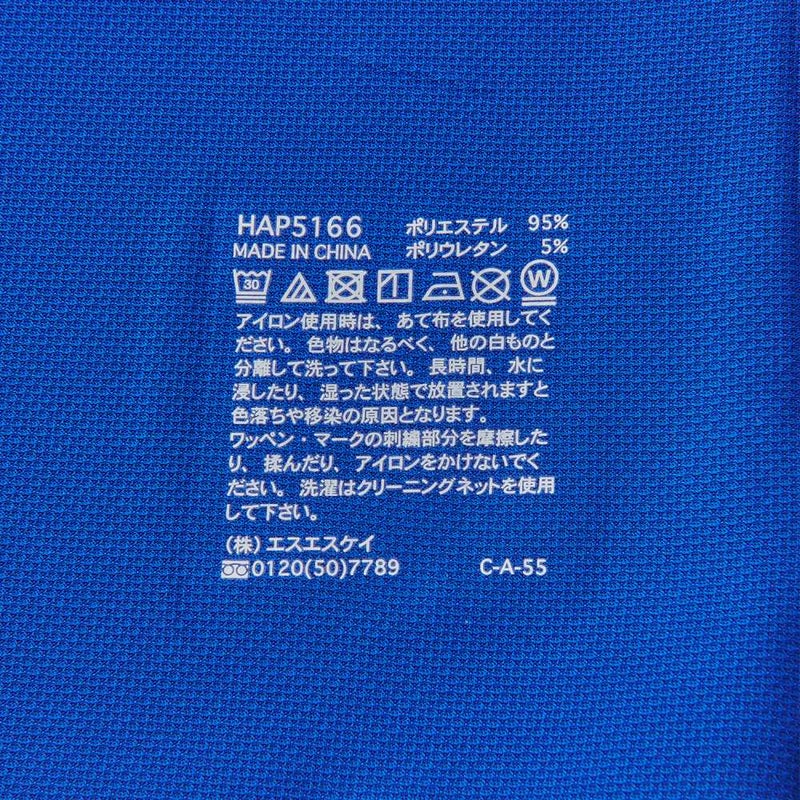 HAP5166 ポリエステル 95%
MADE IN CHINA ポリウレタン 5%
30 W
アイロン使用時は、あて布を使用してく
ださい。色物はなるべく、他の白ものと
分離して洗って下さい。長時間、水に
浸したり、湿った状態で放置されますと
色落ちや移染の原因となります。
ワッペン・マークの刺繍部分を摩擦した
り、揉んだり、アイロンをかけないでく
ださい。洗濯はクリーニングネットを使用
して下さい。
(株)エスエスケイ
0120(50)7789 C-A-55